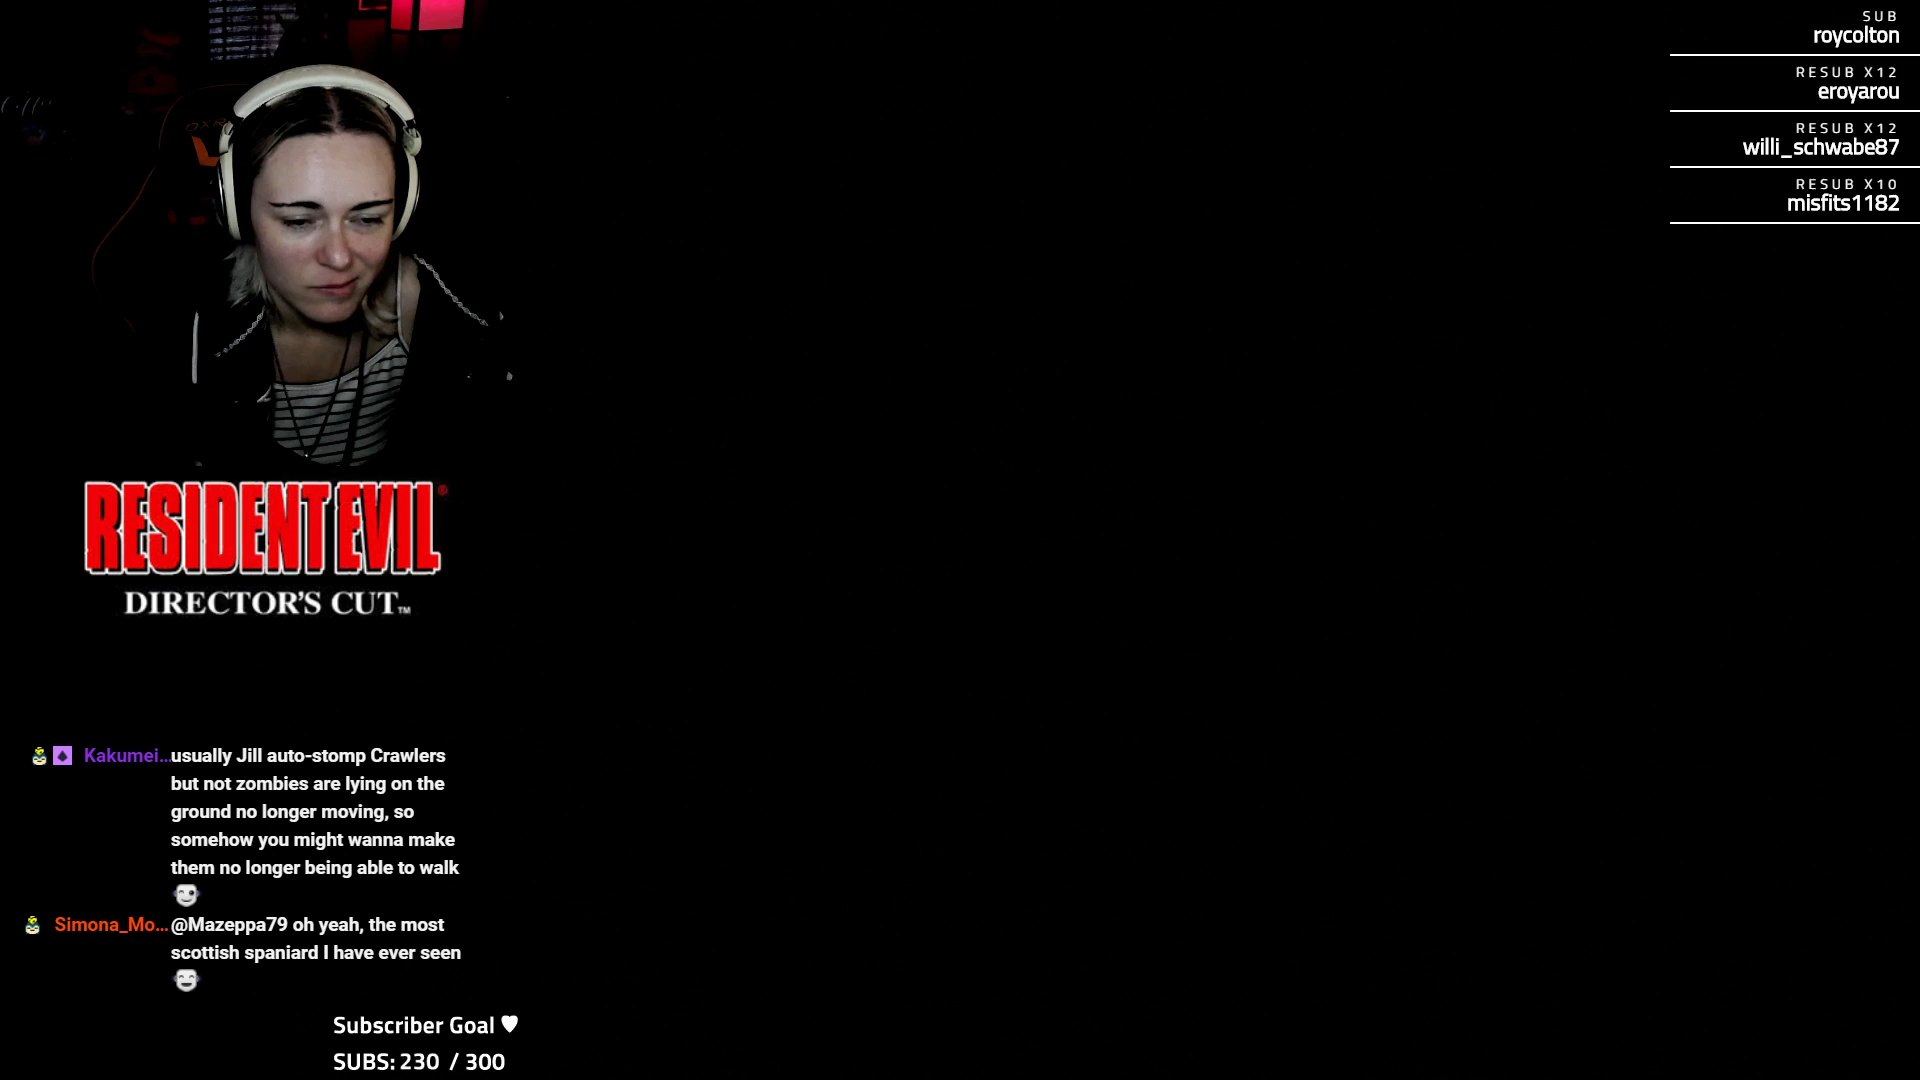 SUB
roycolton
RESUB X12
eroyarou
RESUB X12
willi_schwabe87
RESUB X10
misfits1182
RESIDENT EVIL
DIRECTOR'S CUT™
Kakumei... usually Jill auto-stomp Crawlers
but not zombies are lying on the
ground no longer moving, so
somehow you might wanna make
them no longer being able to walk
Simona_Mo... @Mazeppa79 oh yeah, the most
scottish spaniard I have ever seen
Subscriber Goal ♥
SUBS: 230 / 300